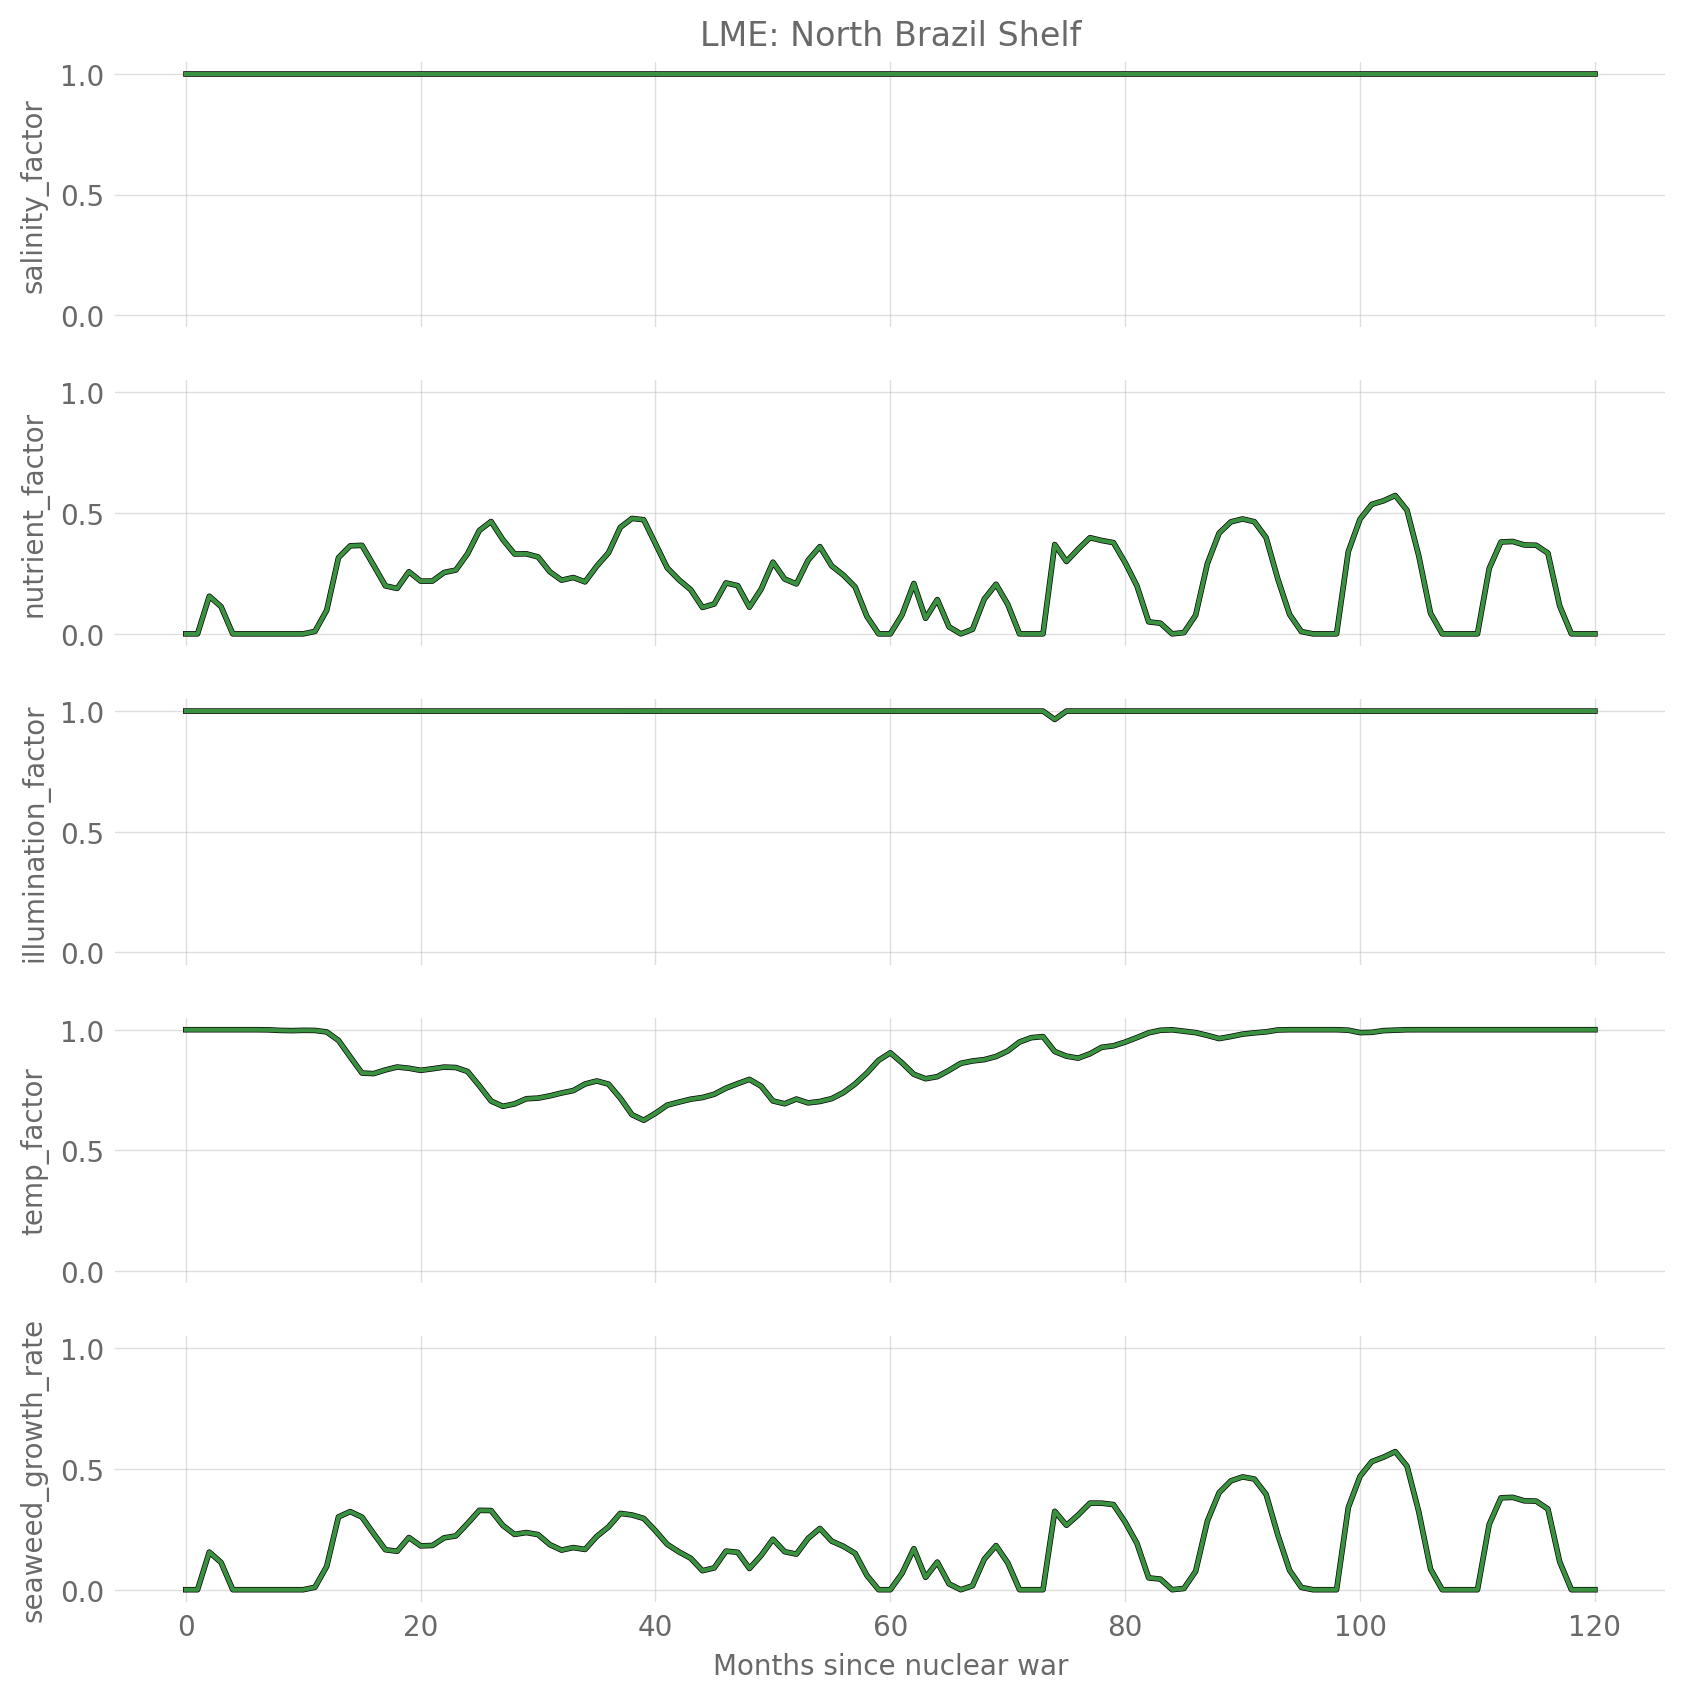 LME: North Brazil Shelf
1.0
0.5
0.0
salinity_factor
1.0
0.5
0.0
nutrient_factor
1.0
0.5
0.0
illumination_factor
1.0
0.5
0.0
temp_factor
1.0
0.5
0.0
seaweed_growth_rate
0 20 40 60 80 100 120
Months since nuclear war